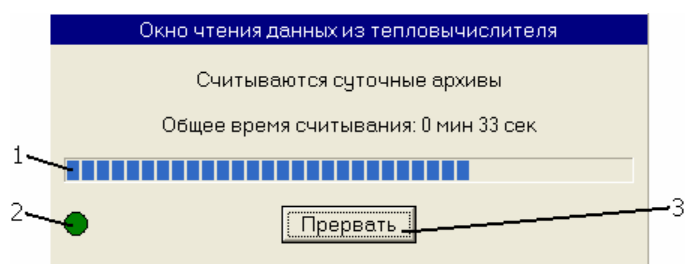 Окно чтения данных из тепловычислителя
Считываются суточные архивы
Общее время считывания: 0 мин 33 сек
1
2
Прервать
3